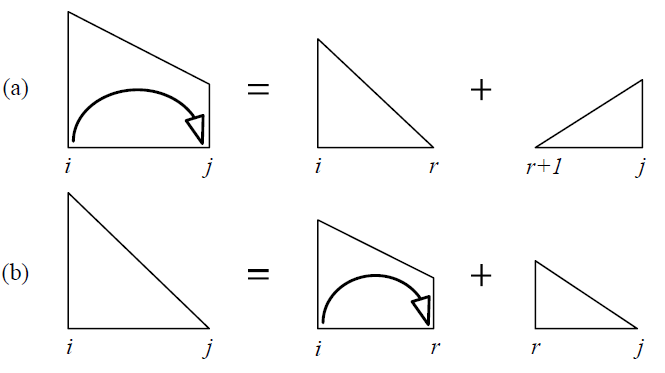 (a) = +
i j i r r+1 j
(b) = +
i j i r r j